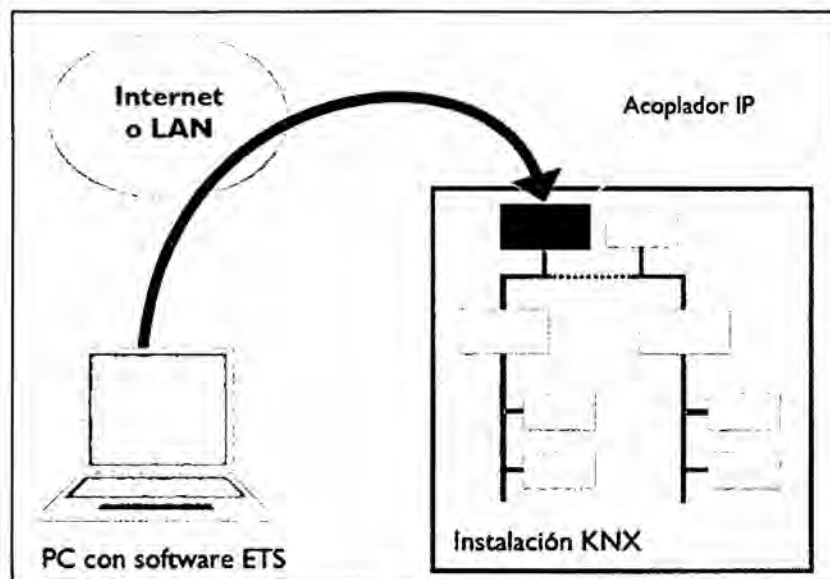 Internet
o LAN
Acoplador IP
Instalación KNX
PC con software ETS